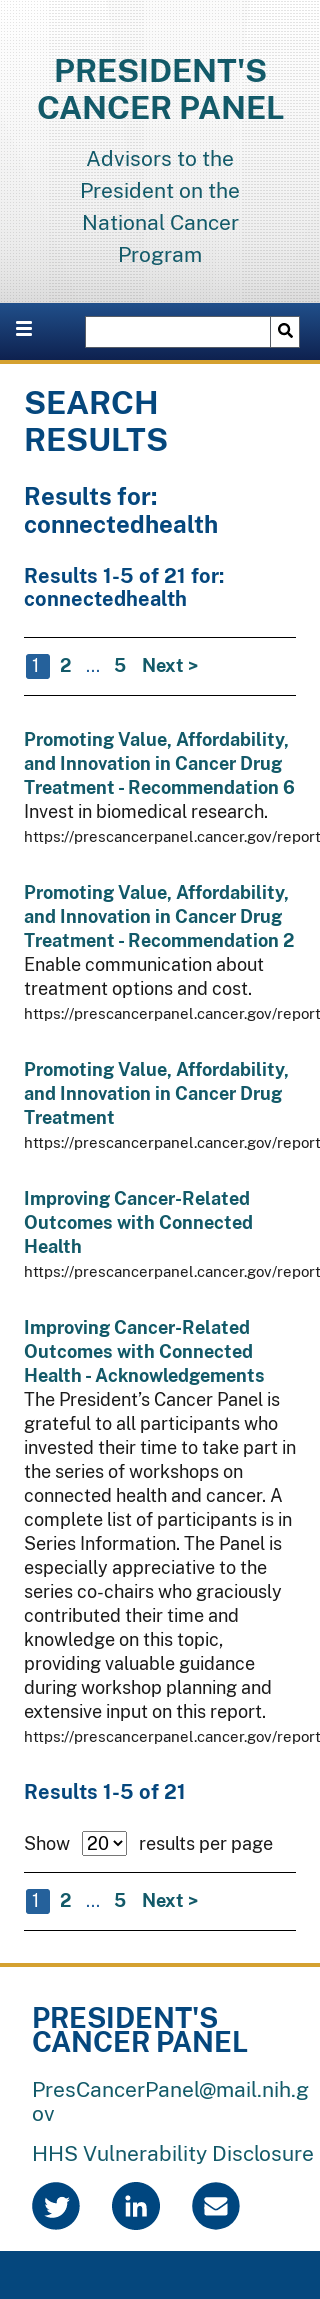 PRESIDENT'S
CANCER PANEL
Advisors to the
President on the
National Cancer
Program
SEARCH
RESULTS
Results for:
connectedhealth
Results 1-5 of 21 for:
connectedhealth
1 2 ... 5 Next >
Promoting Value, Affordability,
and Innovation in Cancer Drug
Treatment - Recommendation 6
Invest in biomedical research.
https://prescancerpanel.cancer.gov/report
Promoting Value, Affordability,
and Innovation in Cancer Drug
Treatment - Recommendation 2
Enable communication about
treatment options and cost.
https://prescancerpanel.cancer.gov/report
Promoting Value, Affordability,
and Innovation in Cancer Drug
Treatment
https://prescancerpanel.cancer.gov/report
Improving Cancer-Related
Outcomes with Connected
Health
https://prescancerpanel.cancer.gov/report
Improving Cancer-Related
Outcomes with Connected
Health - Acknowledgements
The President’s Cancer Panel is
grateful to all participants who
invested their time to take part in
the series of workshops on
connected health and cancer. A
complete list of participants is in
Series Information. The Panel is
especially appreciative to the
series co-chairs who graciously
contributed their time and
knowledge on this topic,
providing valuable guidance
during workshop planning and
extensive input on this report.
https://prescancerpanel.cancer.gov/report
Results 1-5 of 21
Show 20 results per page
1 2 ... 5 Next >
PRESIDENT'S
CANCER PANEL
PresCancerPanel@mail.nih.g
ov
HHS Vulnerability Disclosure
in